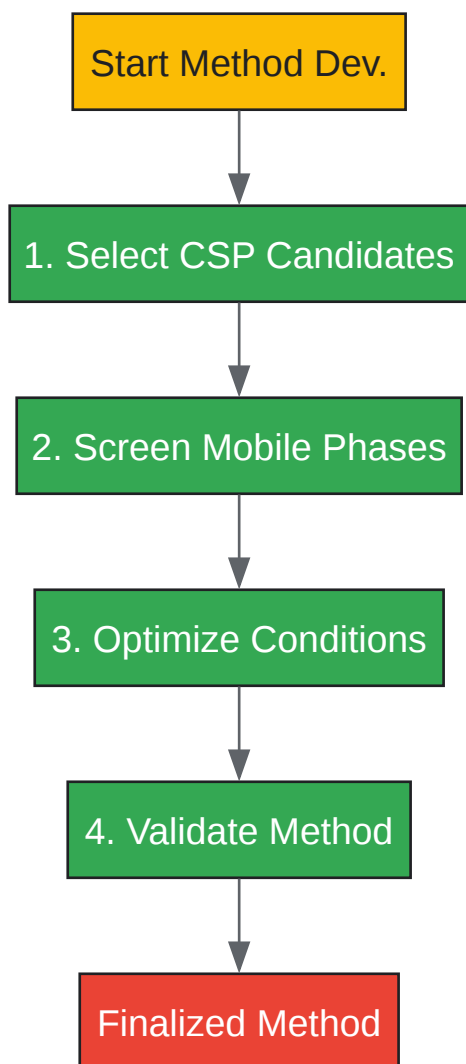 Start Method Dev.
1. Select CSP Candidates
2. Screen Mobile Phases
3. Optimize Conditions
4. Validate Method
Finalized Method